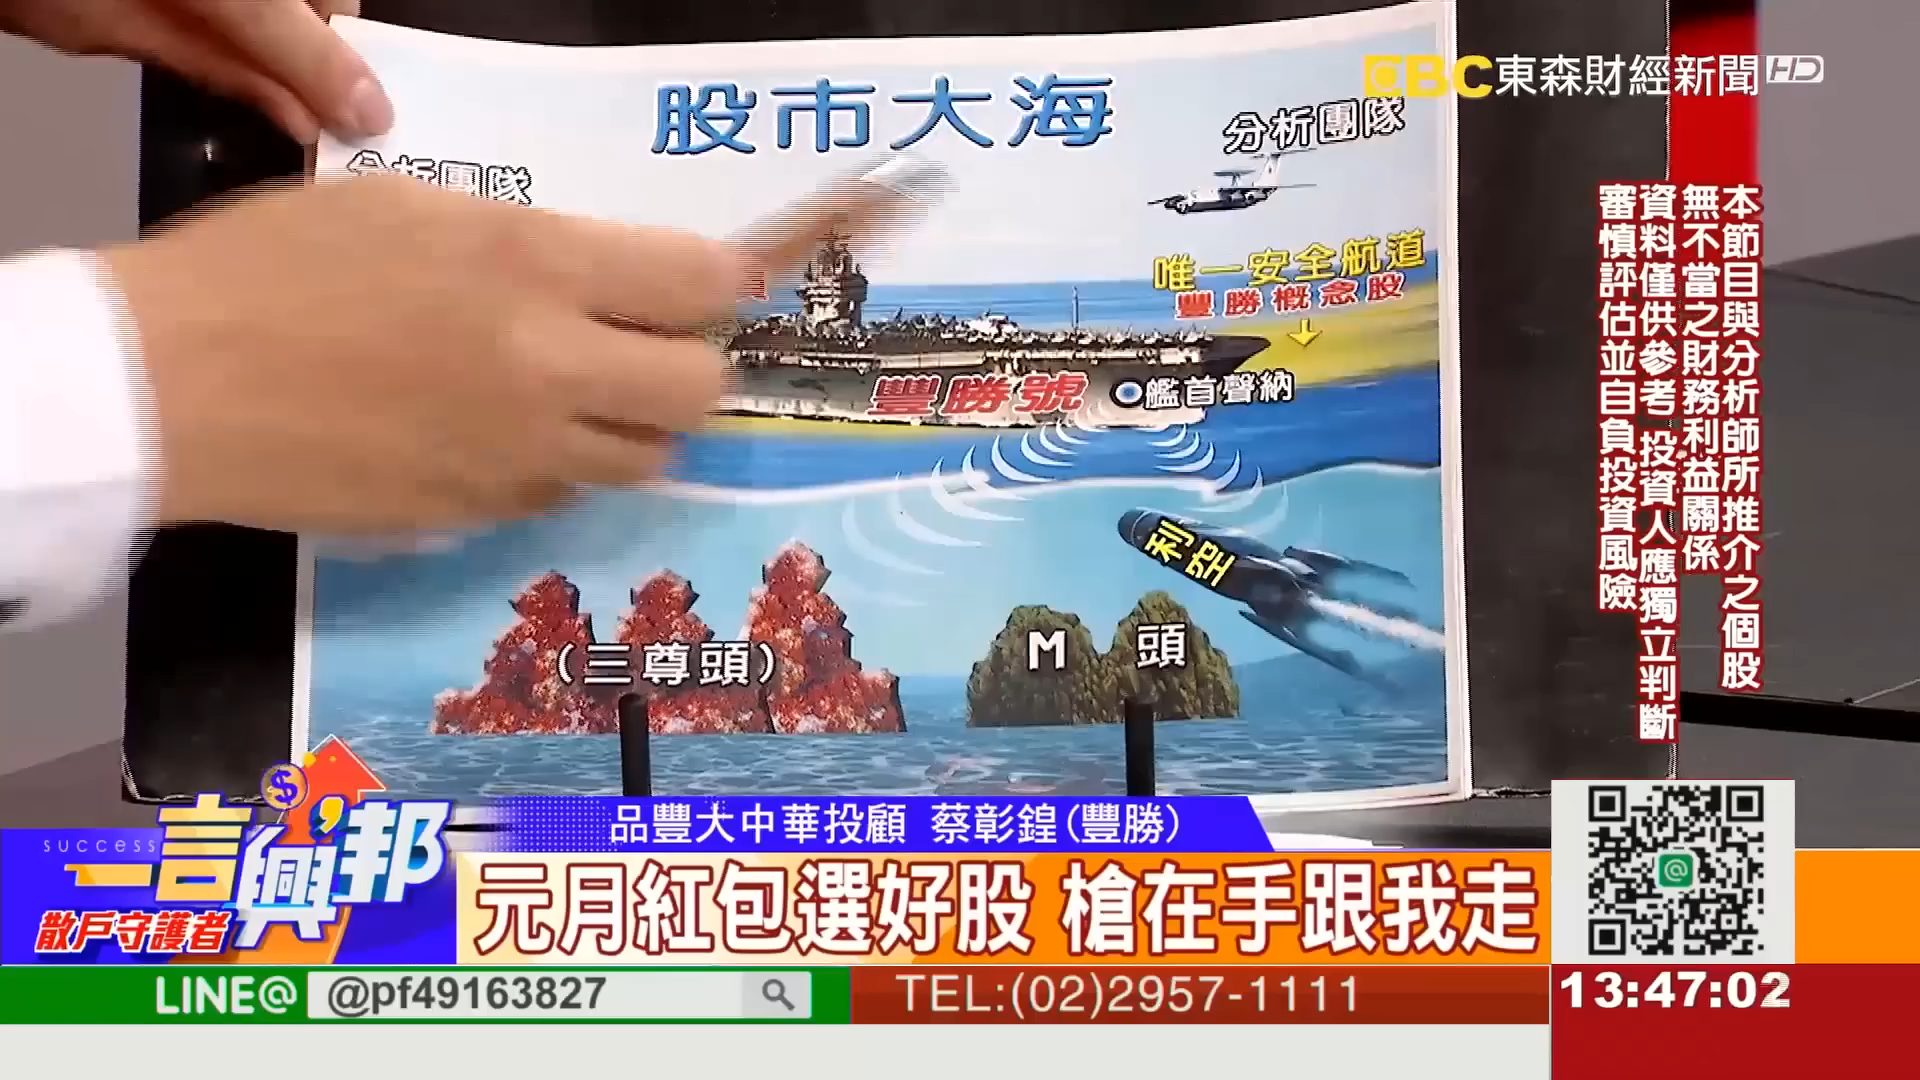 股市大海
EBC東森財經新聞HD
分析團隊
分析團隊
唯一安全航道
豐勝概念股
豐勝號
艦首聲納
利空
(三尊頭)
M頭
本節目與分析師所推介之個股
無不當之財務利益關係
資料僅供參考 投資人應獨立判斷
審慎評估並自負投資風險
success
一言興邦
散戶守護者
品豐大中華投顧 蔡彰鍠(豐勝)
元月紅包選好股 槍在手跟我走
LINE@ @pf49163827
TEL:(02)2957-1111
13:47:02